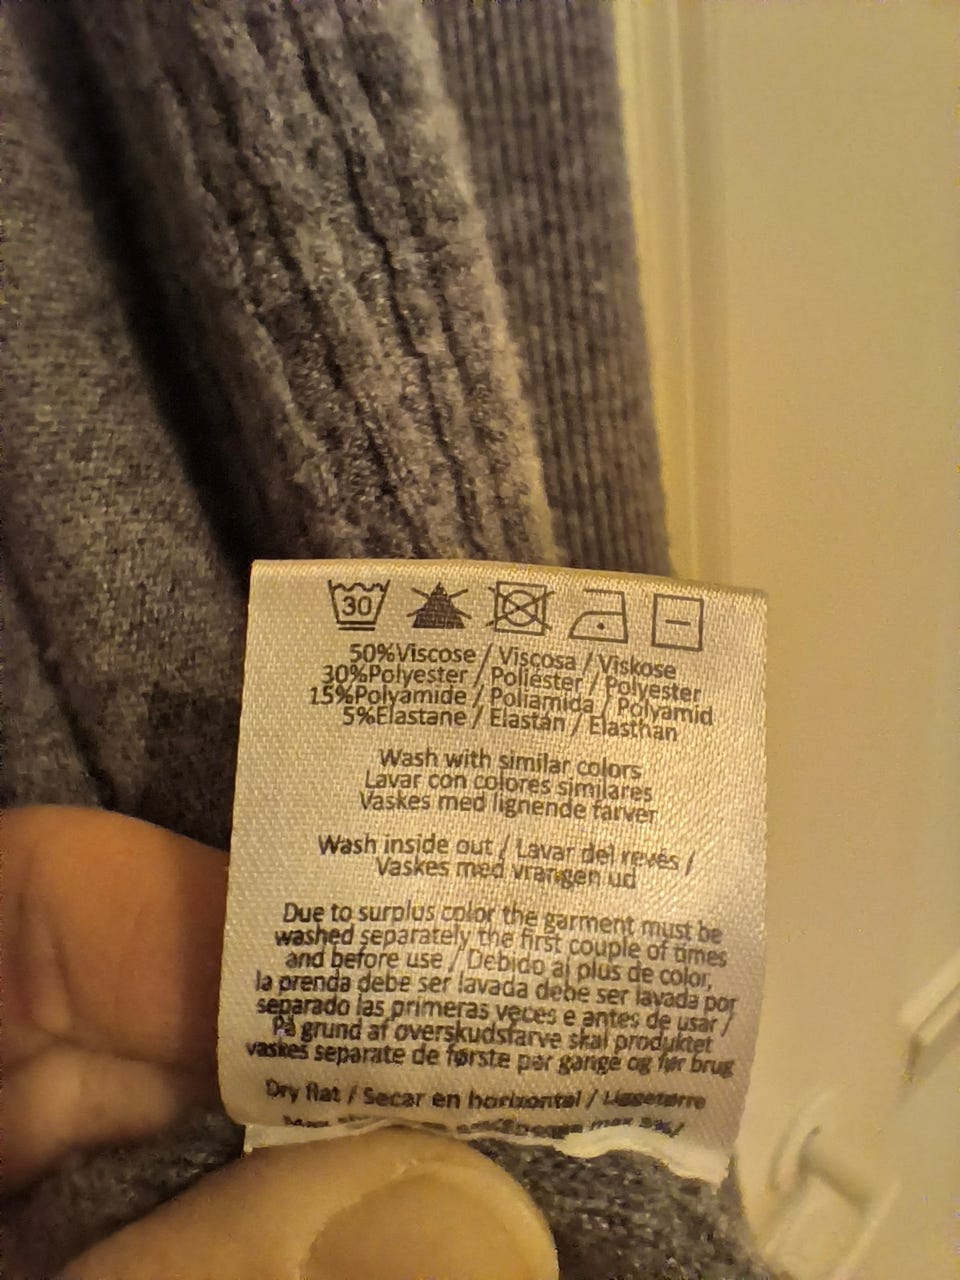 30
50%Viscose / Viscosa / Viskose
30%Polyester / Poliéster / Polyester
15%Polyamide / Poliamida / Polyamid
5%Elastane / Elastán / Elasthan
Wash with similar colors
Lavar con colores similares
Vaskes med lignende farver
Wash inside out / Lavar del revés /
Vaskes med vrangen ud
Due to surplus color the garment must be
washed separately the first couple of times
and before use / Debido al plus de color,
la prenda debe ser lavada debe ser lavada por
separado las primeras veces e antes de usar /
På grund af overskudsfarve skal produktet
vaskes separate de første par gange og før brug
Dry flat / Secar en horizontal / Liggetørre